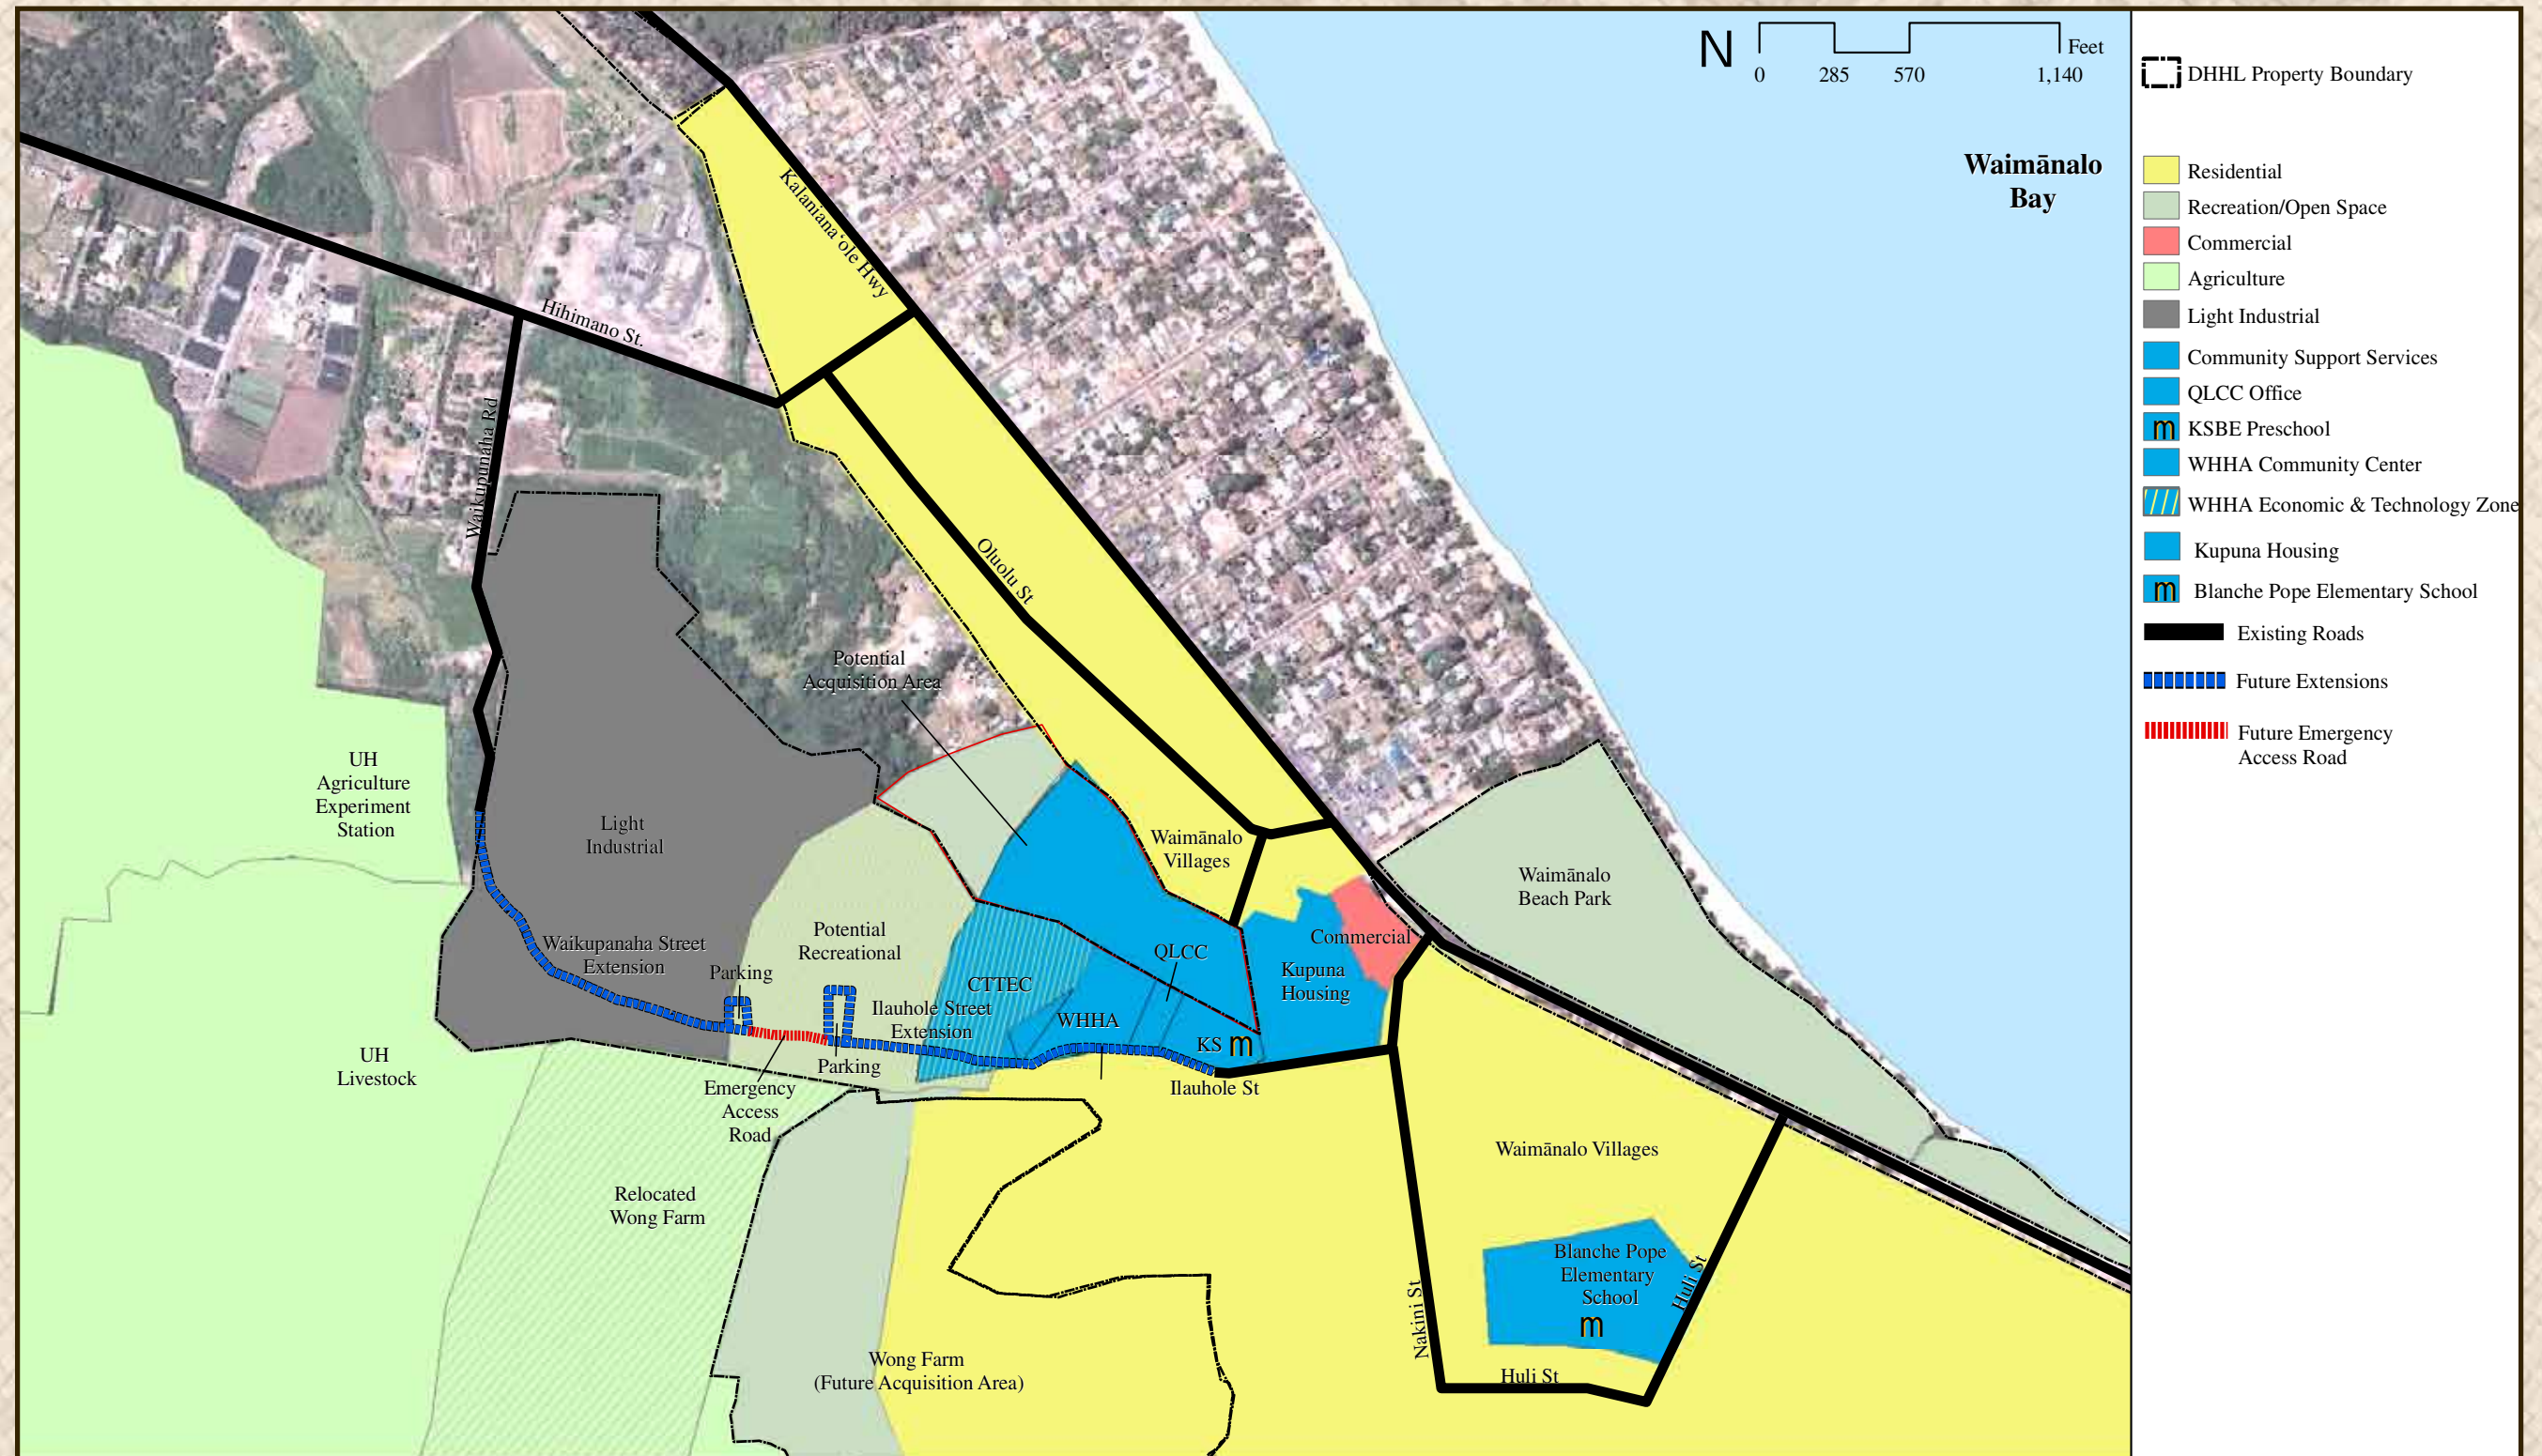 N
Feet
0 285 570 1,140
Waimānalo
Bay
Kalaniana‘ole Hwy
Hihimano St.
Waikupunaha Rd
Oluolu St
Potential
Acquisition Area
UH
Agriculture
Experiment
Station
Light
Industrial
Waimānalo
Villages
Waimānalo
Beach Park
Potential
Recreational
Commercial
Waikupanaha Street
Extension
Parking
QLCC
Kupuna
Housing
CTTEC
Ilauhole Street
Extension
WHHA
KS m
UH
Livestock
Parking
Ilauhole St
Emergency
Access
Road
Waimānalo Villages
Relocated
Wong Farm
Blanche Pope
Elementary
School
m
Huli St
Nakini St
Wong Farm
(Future Acquisition Area)
Huli St
DHHL Property Boundary
Residential
Recreation/Open Space
Commercial
Agriculture
Light Industrial
Community Support Services
QLCC Office
m KSBE Preschool
WHHA Community Center
WHHA Economic & Technology Zone
Kupuna Housing
m Blanche Pope Elementary School
Existing Roads
Future Extensions
Future Emergency
Access Road